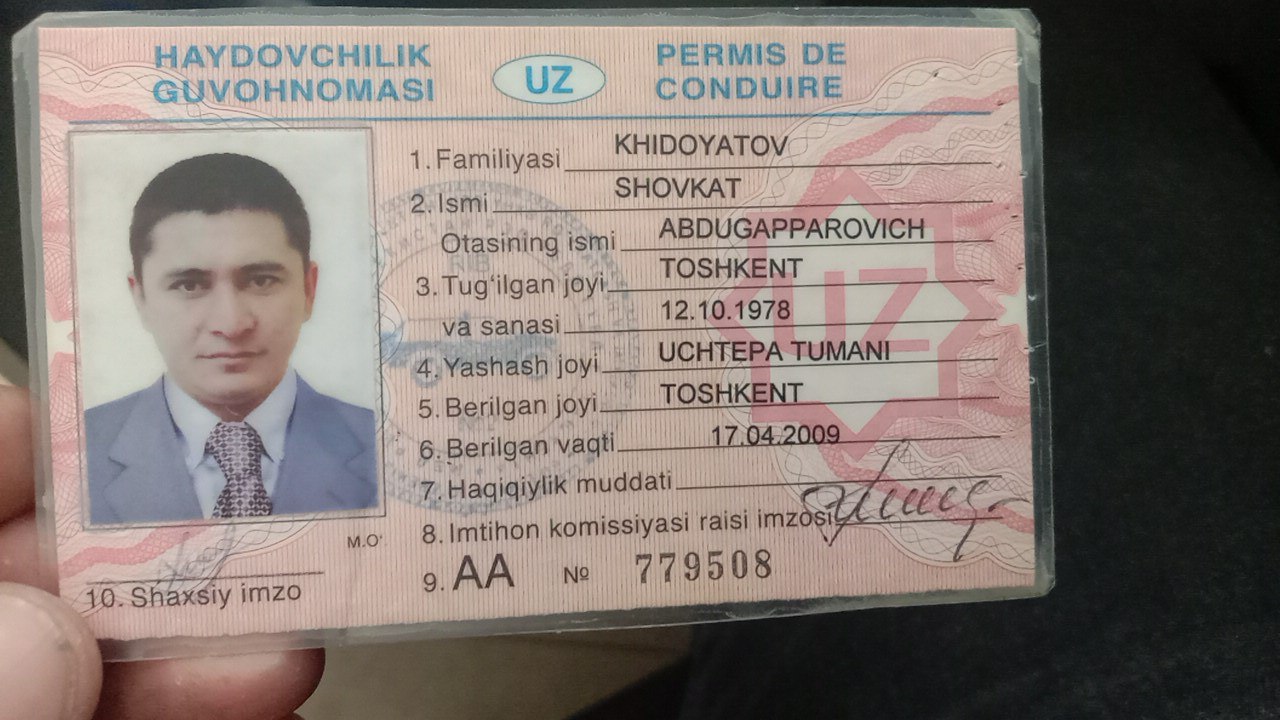 HAYDOVCHILIK GUVOHNOMASI
UZ
PERMIS DE CONDUIRE
1. Familiyasi KHIDOYATOV
2. Ismi SHOVKAT
Otasining ismi ABDUGAPPAROVICH
3. Tug‘ilgan joyi TOSHKENT
va sanasi 12.10.1978
4. Yashash joyi UCHTEPA TUMANI
5. Berilgan joyi TOSHKENT
6. Berilgan vaqti 17.04.2009
7. Haqiqiylik muddati
8. Imtihon komissiyasi raisi imzosi
M.O‘.
9. AA № 779508
10. Shaxsiy imzo
UZ